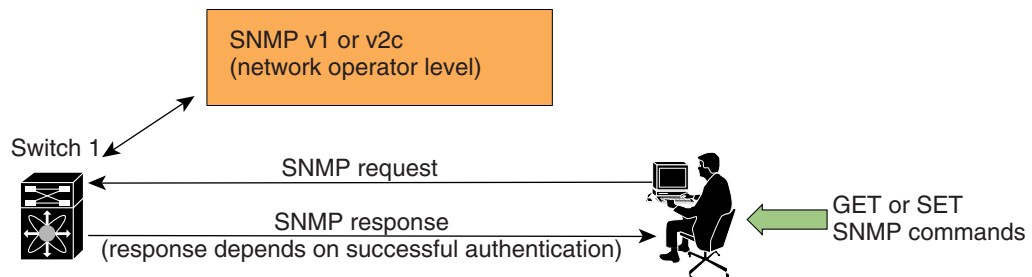 SNMP v1 or v2c
(network operator level)
Switch 1
SNMP request
SNMP response
(response depends on successful authentication)
GET or SET
SNMP commands